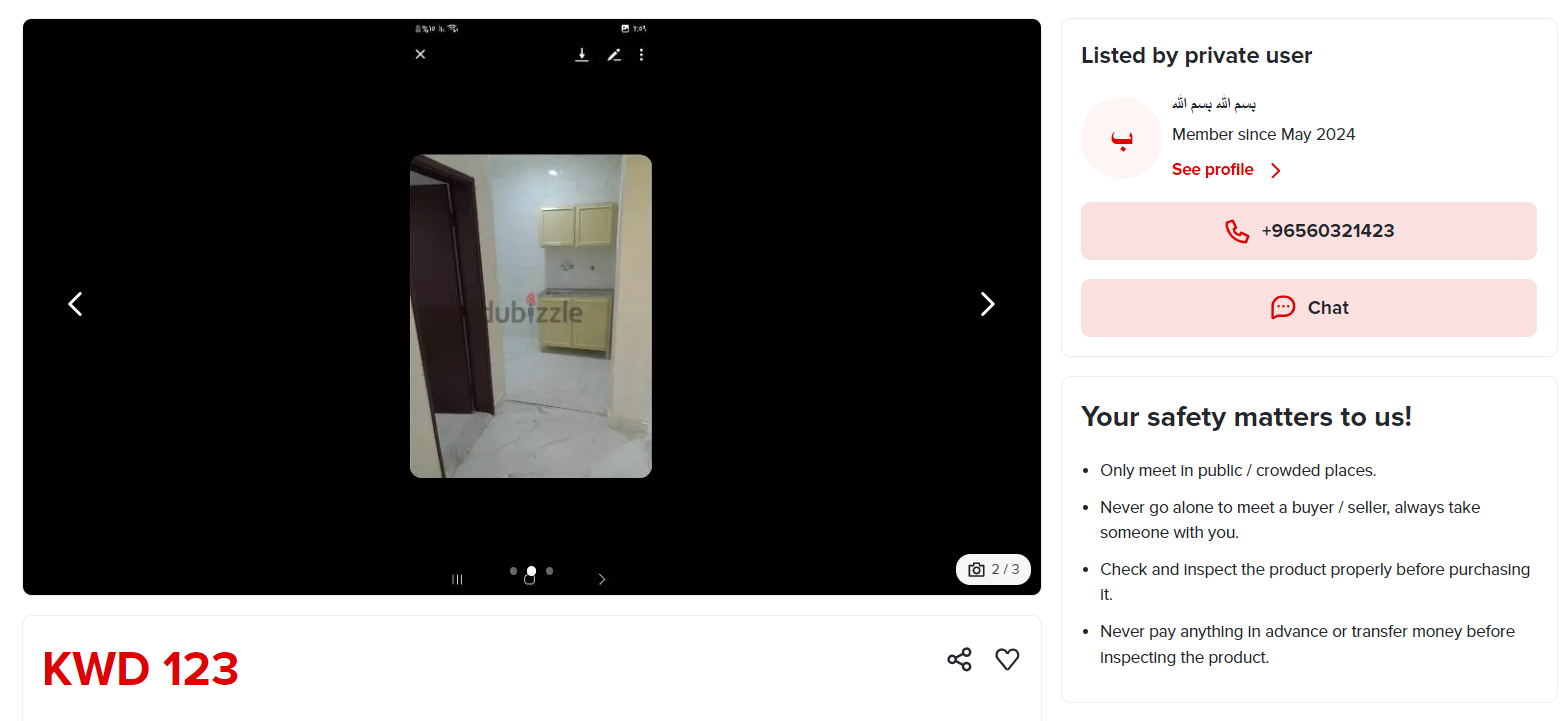 ٪١٥
٢:٥٩
dubizzle
2 / 3
KWD 123
Listed by private user
ب
بسم الله بسم الله
Member since May 2024
See profile
+96560321423
Chat
Your safety matters to us!
• Only meet in public / crowded places.
• Never go alone to meet a buyer / seller, always take
someone with you.
• Check and inspect the product properly before purchasing
it.
• Never pay anything in advance or transfer money before
inspecting the product.